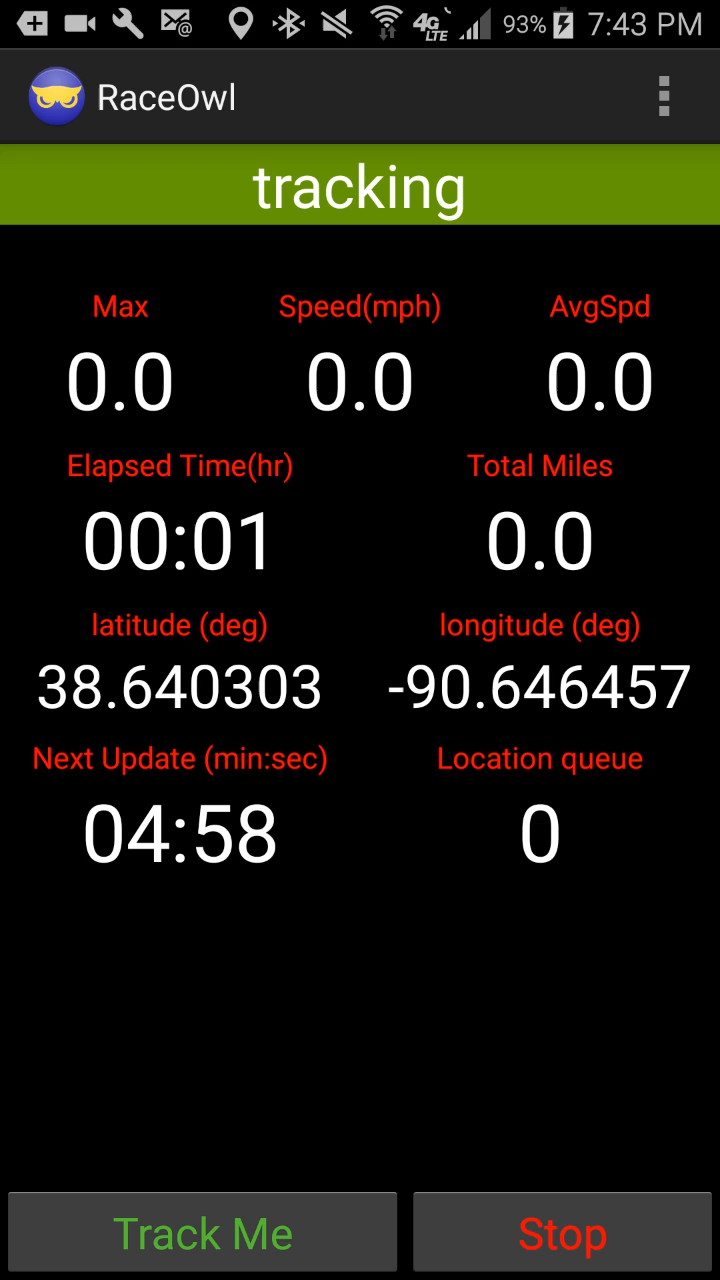 4G LTE 93% 7:43 PM
RaceOwl
tracking
Max Speed(mph) AvgSpd
0.0 0.0 0.0
Elapsed Time(hr) Total Miles
00:01 0.0
latitude (deg) longitude (deg)
38.640303 -90.646457
Next Update (min:sec) Location queue
04:58 0
Track Me Stop